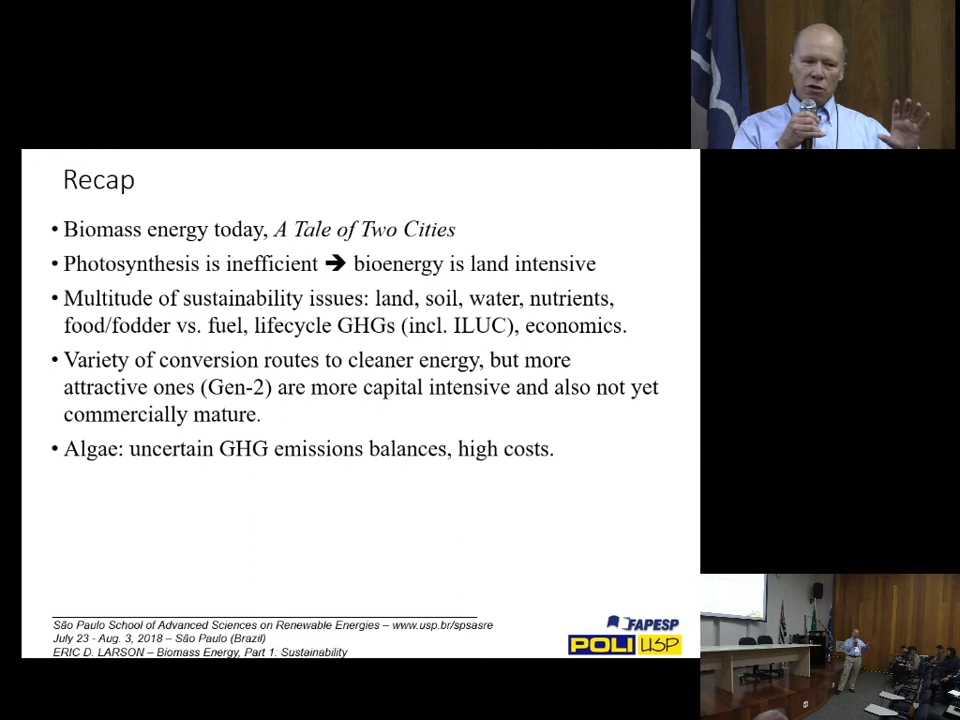 Recap
• Biomass energy today, A Tale of Two Cities
• Photosynthesis is inefficient ➔ bioenergy is land intensive
• Multitude of sustainability issues: land, soil, water, nutrients,
food/fodder vs. fuel, lifecycle GHGs (incl. ILUC), economics.
• Variety of conversion routes to cleaner energy, but more
attractive ones (Gen-2) are more capital intensive and also not yet
commercially mature.
• Algae: uncertain GHG emissions balances, high costs.
São Paulo School of Advanced Sciences on Renewable Energies – www.usp.br/spsasre
July 23 - Aug. 3, 2018 – São Paulo (Brazil)
ERIC D. LARSON – Biomass Energy, Part 1: Sustainability
FAPESP
POLI USP